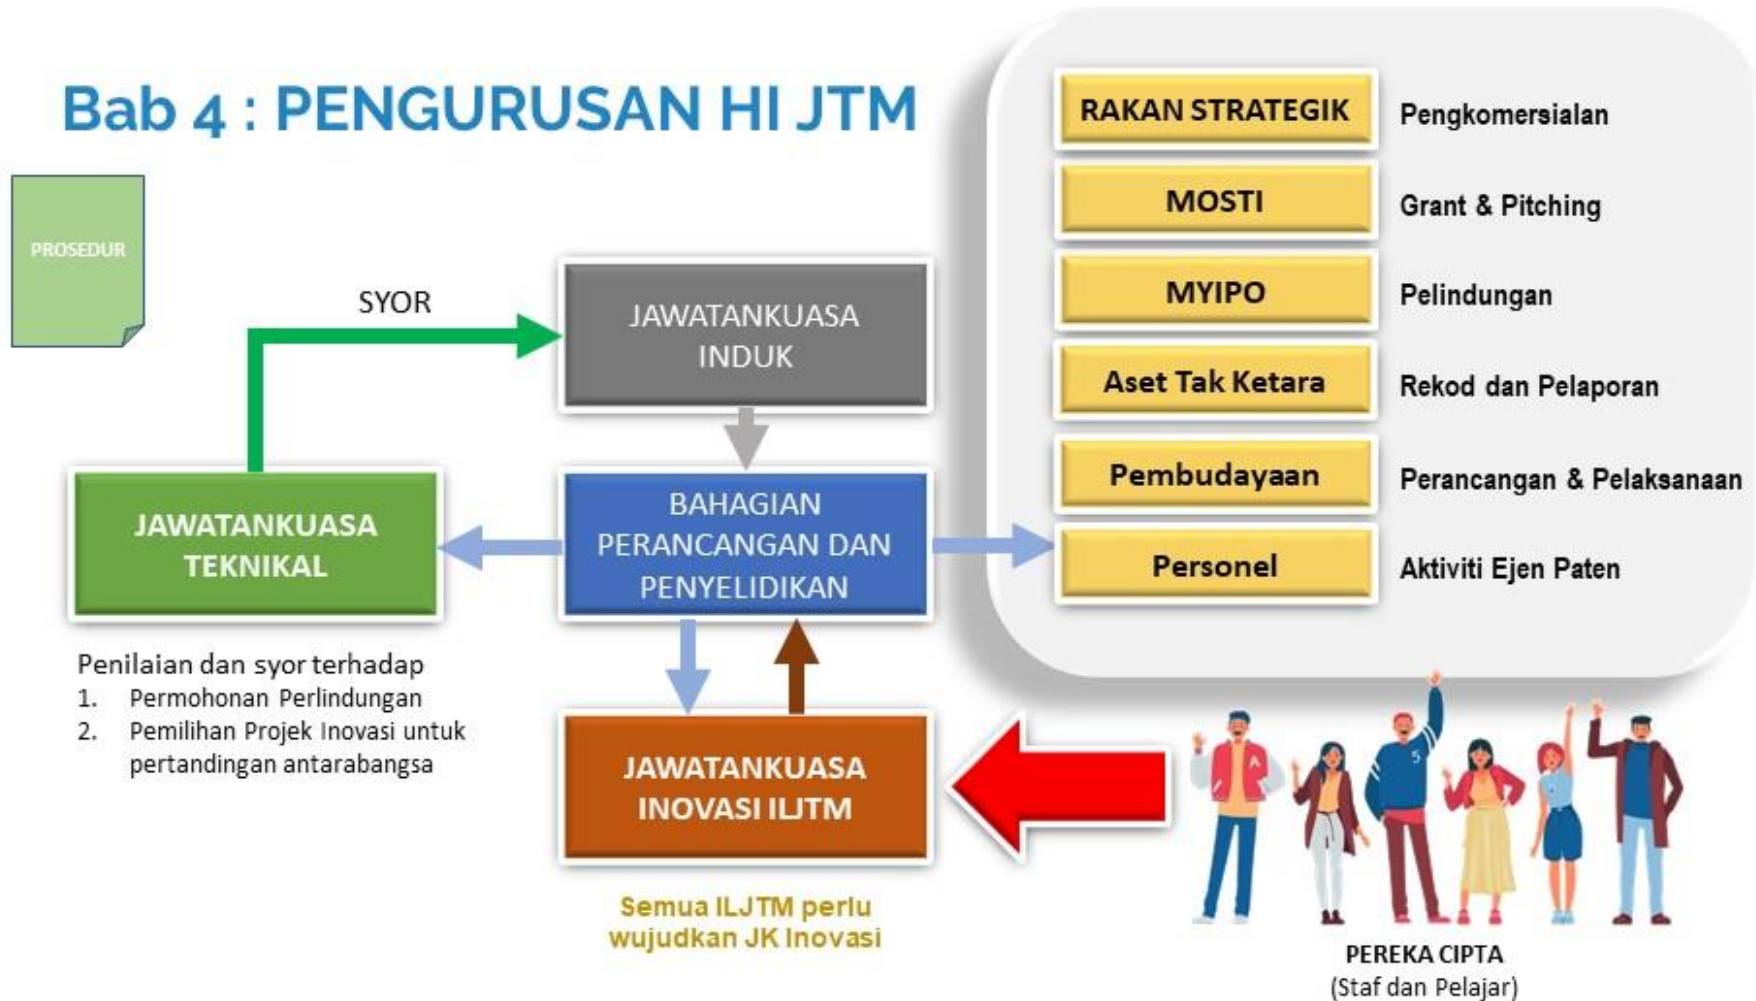 Bab 4 : PENGURUSAN HI JTM
PROSEDUR
SYOR
JAWATANKUASA
INDUK
JAWATANKUASA
TEKNIKAL
BAHAGIAN
PERANCANGAN DAN
PENYELIDIKAN
Penilaian dan syor terhadap
1. Permohonan Perlindungan
2. Pemilihan Projek Inovasi untuk
pertandingan antarabangsa
JAWATANKUASA
INOVASI ILJTM
Semua ILJTM perlu
wujudkan JK Inovasi
RAKAN STRATEGIK Pengkomersialan
MOSTI Grant & Pitching
MYIPO Pelindungan
Aset Tak Ketara Rekod dan Pelaporan
Pembudayaan Perancangan & Pelaksanaan
Personel Aktiviti Ejen Paten
A
5
PEREKA CIPTA
(Staf dan Pelajar)